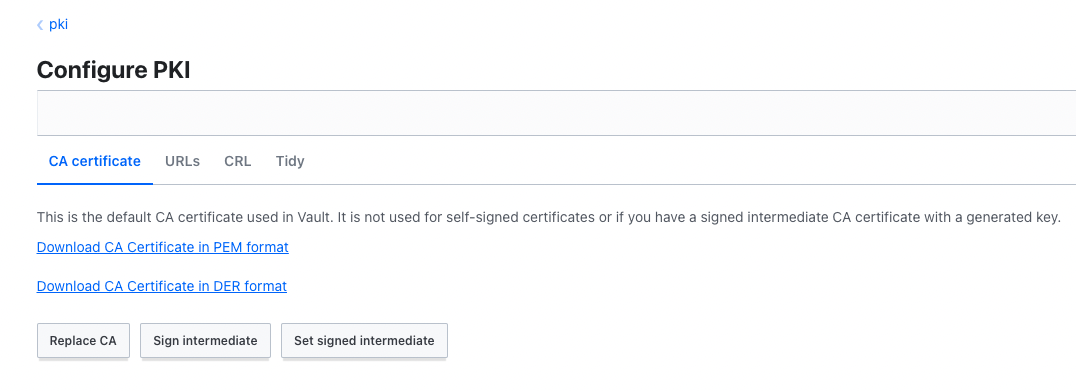 pki
Configure PKI
CA certificate URLs CRL Tidy
This is the default CA certificate used in Vault. It is not used for self-signed certificates or if you have a signed intermediate CA certificate with a generated key.
Download CA Certificate in PEM format
Download CA Certificate in DER format
Replace CA Sign intermediate Set signed intermediate